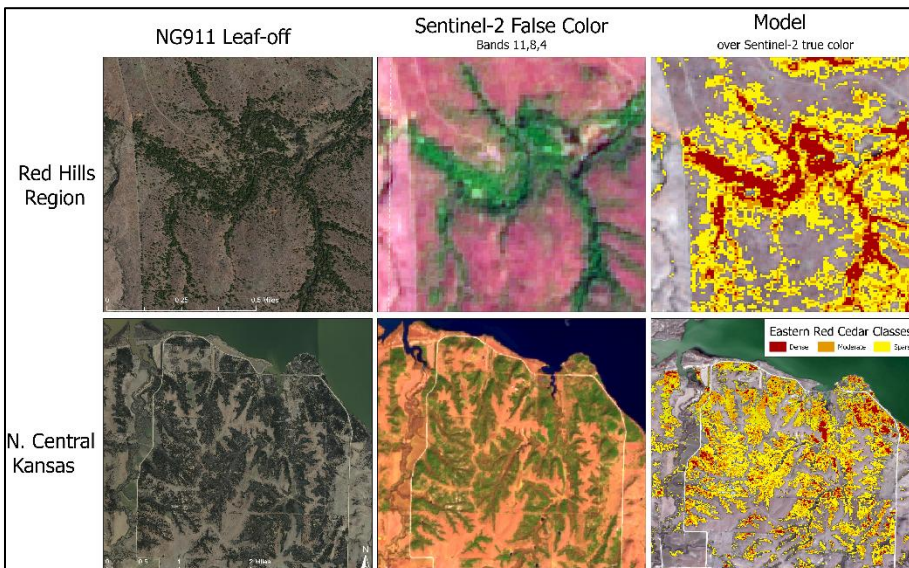 NG911 Leaf-off
Sentinel-2 False Color
Bands 11,8,4
Model
over Sentinel-2 true color
Red Hills
Region
0 0.25 0.5 Miles
N. Central
Kansas
0 0.5 1 2 Miles
N
Eastern Red Cedar Classes
Dense Moderate Sparse